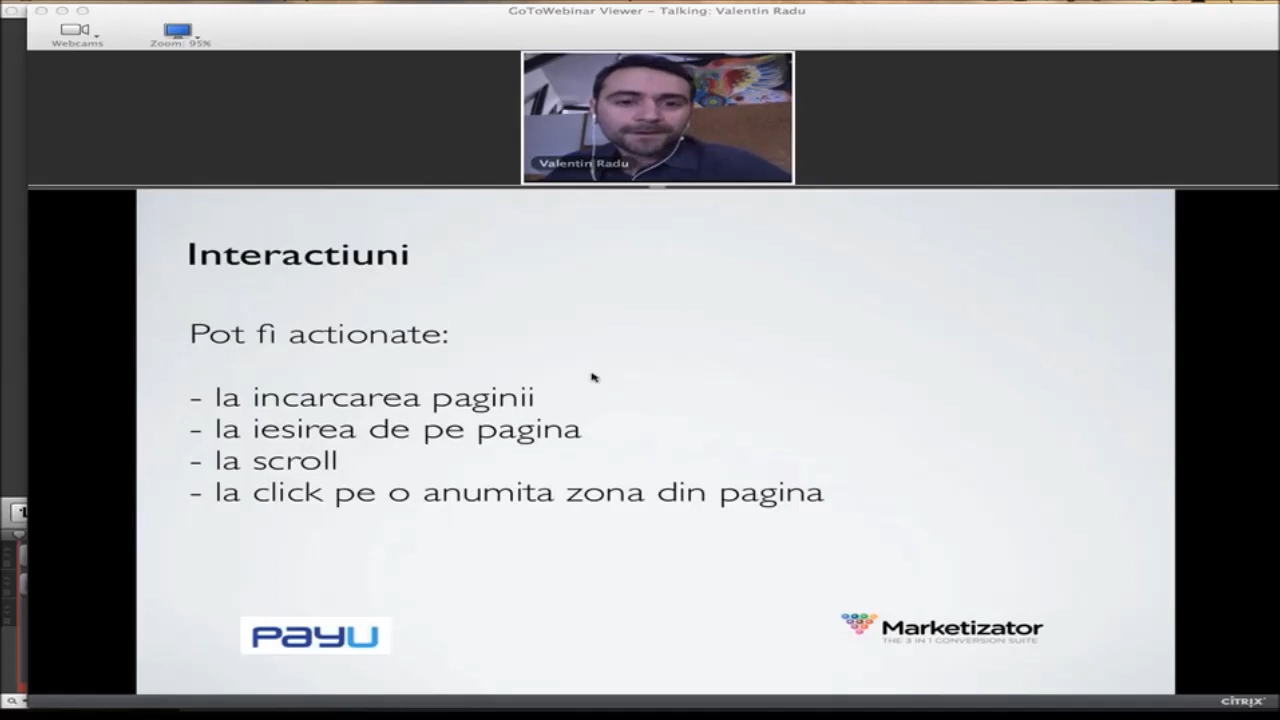 GoToWebinar Viewer – Talking: Valentin Radu
Webcams
Zoom: 95%
Valentin Radu
Interactiuni
Pot fi actionate:
- la incarcarea paginii
- la iesirea de pe pagina
- la scroll
- la click pe o anumita zona din pagina
PayU
Marketizator
THE 3 IN 1 CONVERSION SUITE
CITRIX